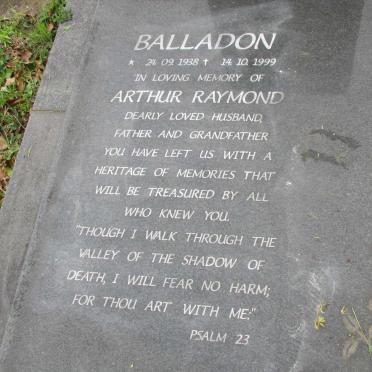 BALLADON
* 24 09 1938 † 14. 10. 1999
IN LOVING MEMORY OF
ARTHUR RAYMOND
DEARLY LOVED HUSBAND,
FATHER AND GRANDFATHER
YOU HAVE LEFT US WITH A
HERITAGE OF MEMORIES THAT
WILL BE TREASURED BY ALL
WHO KNEW YOU.
"THOUGH I WALK THROUGH THE
VALLEY OF THE SHADOW OF
DEATH, I WILL FEAR NO HARM;
FOR THOU ART WITH ME:"
PSALM 23